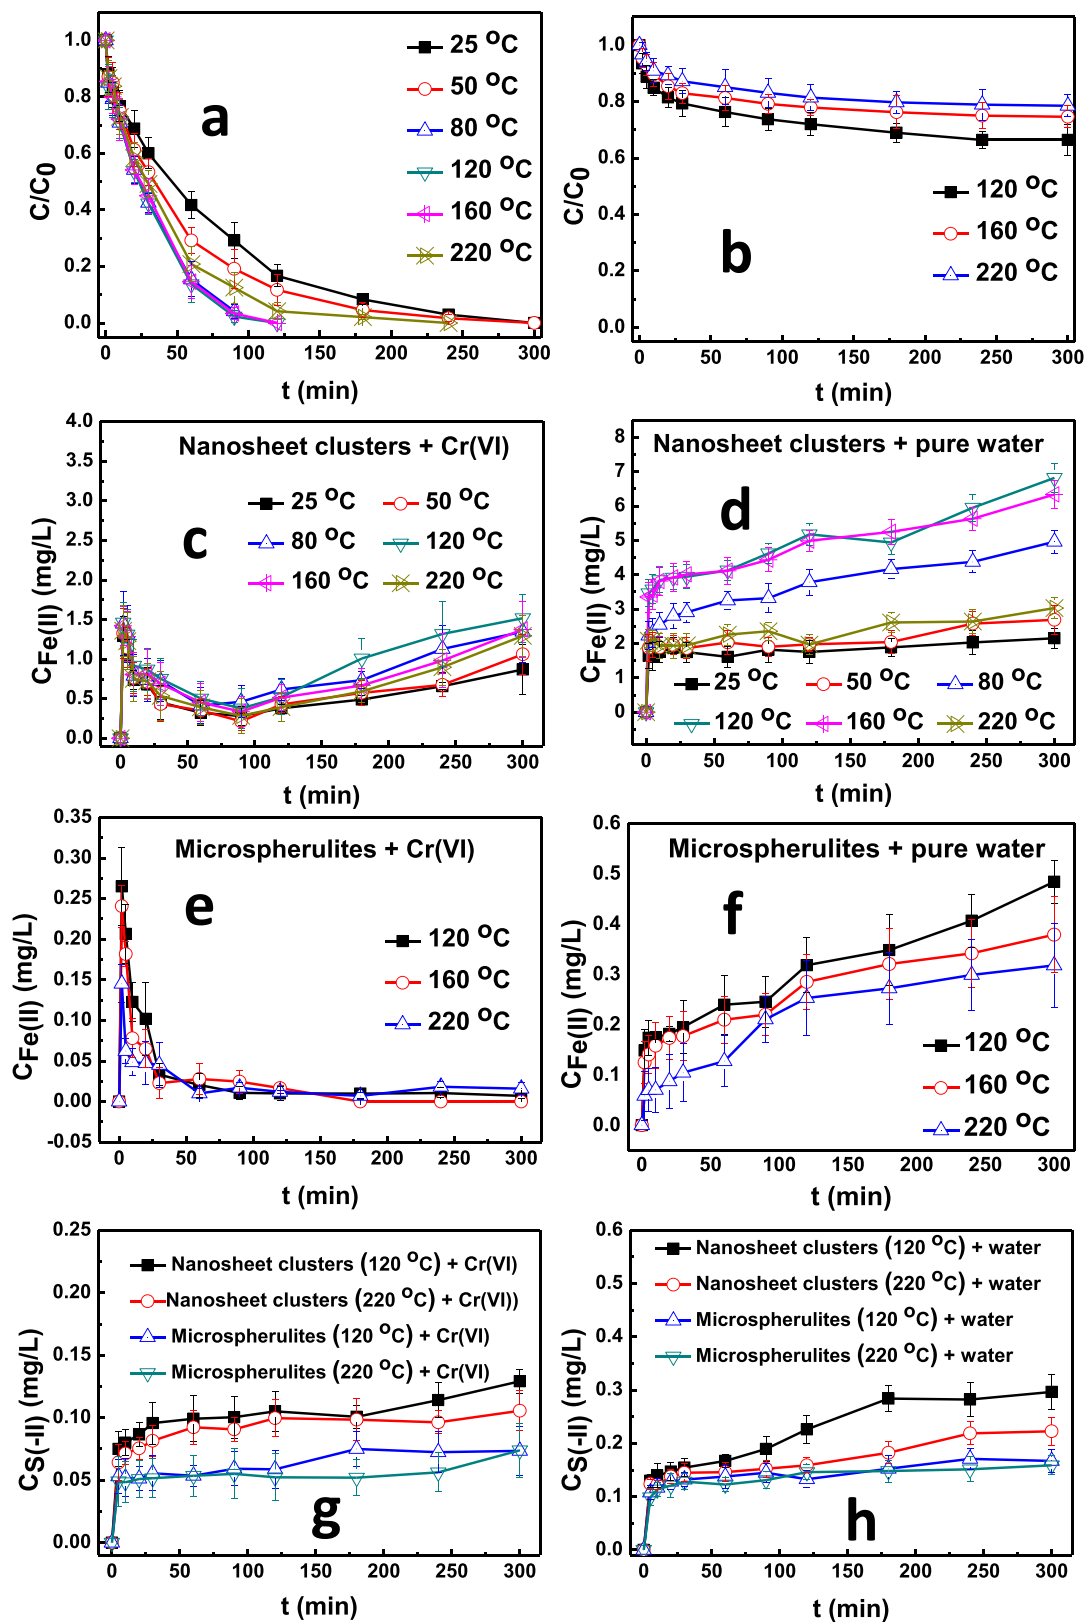 1.0
0.8
0.6
0.4
0.2
0.0
C/C0
a
25 °C
50 °C
80 °C
120 °C
160 °C
220 °C
0 50 100 150 200 250 300
t (min)
1.0
0.8
0.6
0.4
0.2
0.0
C/C0
b
120 °C
160 °C
220 °C
0 50 100 150 200 250 300
t (min)
4.0
3.5
3.0
2.5
2.0
1.5
1.0
0.5
0.0
CFe(II) (mg/L)
Nanosheet clusters + Cr(VI)
25 °C 50 °C
80 °C 120 °C
160 °C 220 °C
c
0 50 100 150 200 250 300
t (min)
8
7
6
5
4
3
2
1
0
CFe(II) (mg/L)
Nanosheet clusters + pure water
d
25 °C 50 °C 80 °C
120 °C 160 °C 220 °C
0 50 100 150 200 250 300
t (min)
0.35
0.30
0.25
0.20
0.15
0.10
0.05
0.00
-0.05
CFe(II) (mg/L)
Microspherulites + Cr(VI)
e
120 °C
160 °C
220 °C
0 50 100 150 200 250 300
t (min)
0.6
0.5
0.4
0.3
0.2
0.1
0.0
CFe(II) (mg/L)
Microspherulites + pure water
f
120 °C
160 °C
220 °C
0 50 100 150 200 250 300
t (min)
0.25
0.20
0.15
0.10
0.05
0.00
CS(-II) (mg/L)
Nanosheet clusters (120 °C) + Cr(VI)
Nanosheet clusters (220 °C) + Cr(VI))
Microspherulites (120 °C) + Cr(VI)
Microspherulites (220 °C) + Cr(VI)
g
0 50 100 150 200 250 300
t (min)
0.6
0.5
0.4
0.3
0.2
0.1
0.0
CS(-II) (mg/L)
Nanosheet clusters (120 °C) + water
Nanosheet clusters (220 °C) + water
Microspherulites (120 °C) + water
Microspherulites (220 °C) + water
h
0 50 100 150 200 250 300
t (min)